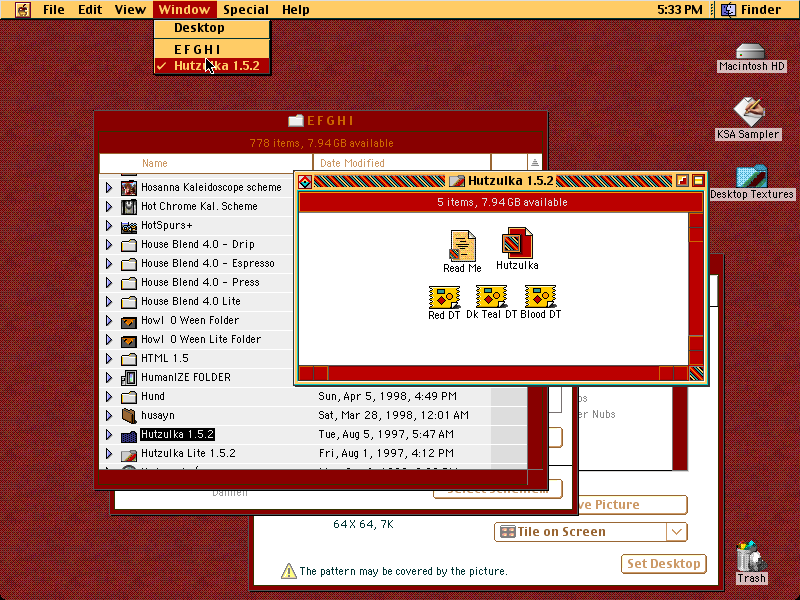 File Edit View Window Special Help 5:33 PM Finder
Desktop
E F G H I
Hutzulka 1.5.2
Macintosh HD
KSA Sampler
Desktop Textures
Trash
E F G H I
778 items, 7.94 GB available
Name Date Modified
Hosanna Kaleidoscope scheme
Hot Chrome Kal. Scheme
HotSpurs+
House Blend 4.0 - Drip
House Blend 4.0 - Espresso
House Blend 4.0 - Press
House Blend 4.0 Lite
Howl O Ween Folder
Howl O Ween Lite Folder
HTML 1.5
HumanIZE FOLDER
Hund Sun, Apr 5, 1998, 4:49 PM
husayn Sat, Mar 28, 1998, 12:01 AM
Hutzulka 1.5.2 Tue, Aug 5, 1997, 5:47 AM
Hutzulka Lite 1.5.2 Fri, Aug 1, 1997, 4:12 PM
Hutzulka 1.5.2
5 items, 7.94 GB available
Read Me Hutzulka
Red DT Dk Teal DT Blood DT
er Nubs
ve Picture
64 X 64, 7K
Tile on Screen
Set Desktop
The pattern may be covered by the picture.